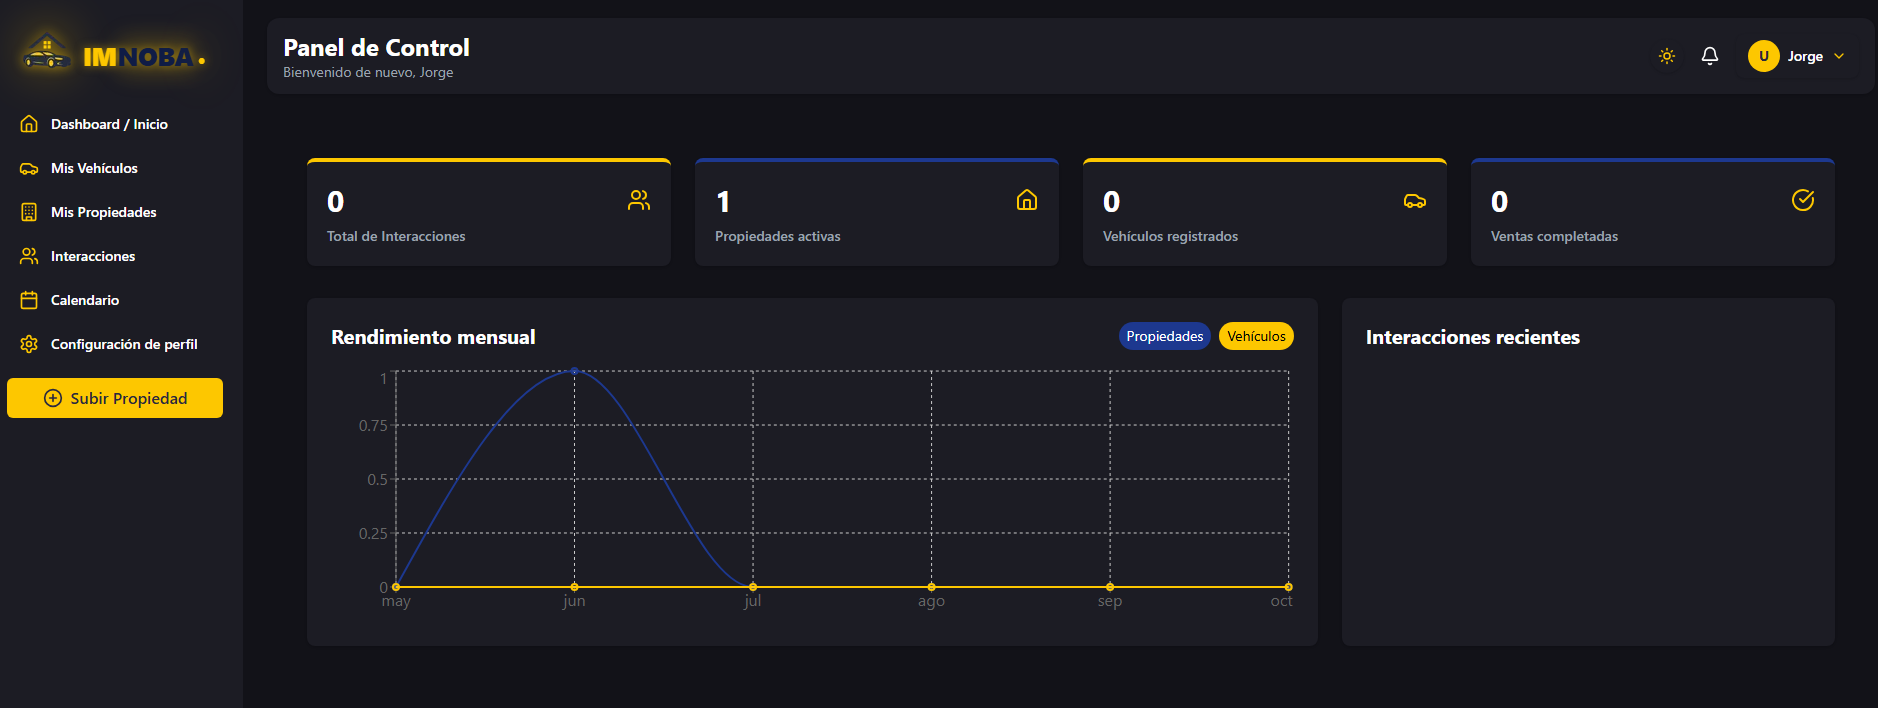 IMNOBA.
Dashboard / Inicio
Mis Vehículos
Mis Propiedades
Interacciones
Calendario
Configuración de perfil
Subir Propiedad
Panel de Control
Bienvenido de nuevo, Jorge
U Jorge
0
Total de Interacciones
1
Propiedades activas
0
Vehículos registrados
0
Ventas completadas
Rendimiento mensual
Propiedades Vehículos
1
0.75
0.5
0.25
0
may jun jul ago sep oct
Interacciones recientes